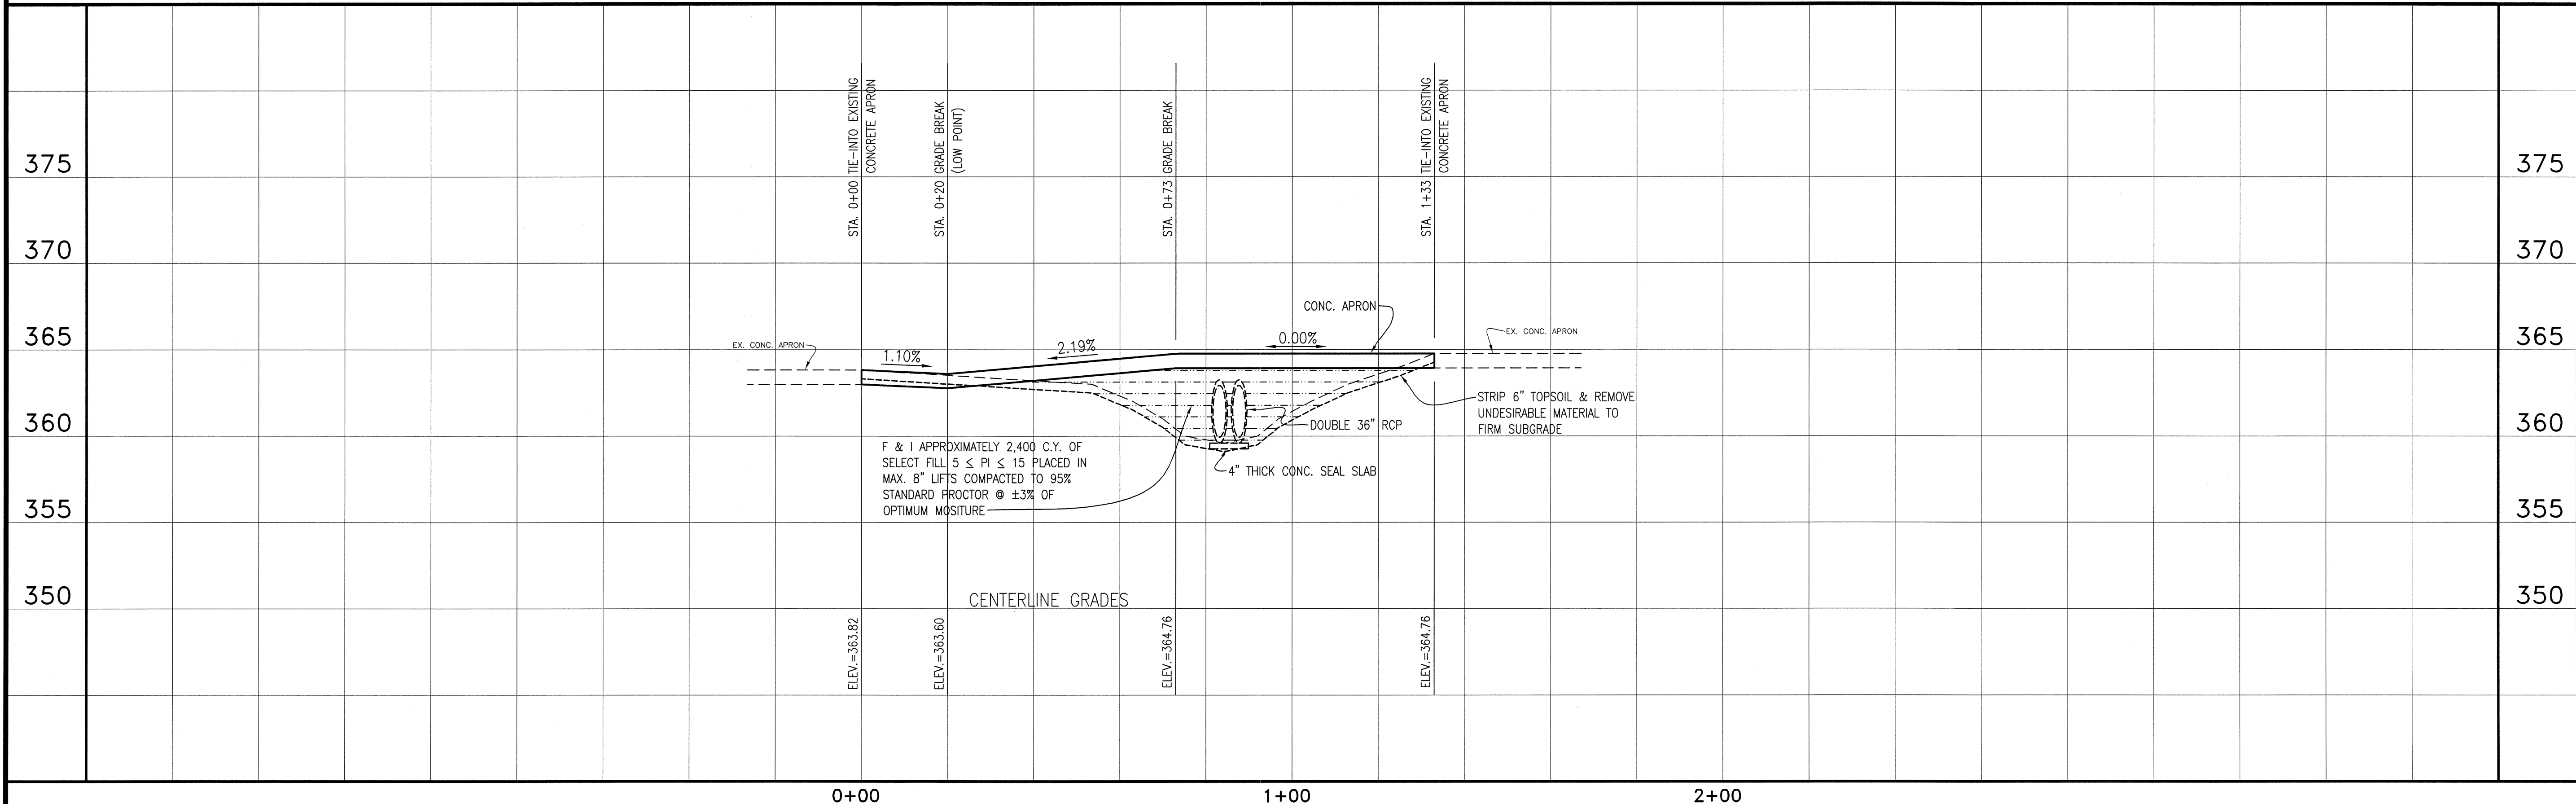 STA. 0+00 TIE-INTO EXISTING
CONCRETE APRON
STA. 0+20 GRADE BREAK
(LOW POINT)
STA. 0+73 GRADE BREAK
STA. 1+33 TIE-INTO EXISTING
CONCRETE APRON
375
375
370
370
CONC. APRON
365
365
EX. CONC. APRON
1.10%
2.19%
0.00%
EX. CONC. APRON
STRIP 6" TOPSOIL & REMOVE
UNDESIRABLE MATERIAL TO
FIRM SUBGRADE
360
360
DOUBLE 36" RCP
F & I APPROXIMATELY 2,400 C.Y. OF
SELECT FILL 5 ≤ PI ≤ 15 PLACED IN
MAX. 8" LIFTS COMPACTED TO 95%
STANDARD PROCTOR @ ±3% OF
OPTIMUM MOSITURE
4" THICK CONC. SEAL SLAB
355
355
350
350
CENTERLINE GRADES
ELEV.=363.82
ELEV.=363.60
ELEV.=364.76
ELEV.=364.76
0+00
1+00
2+00